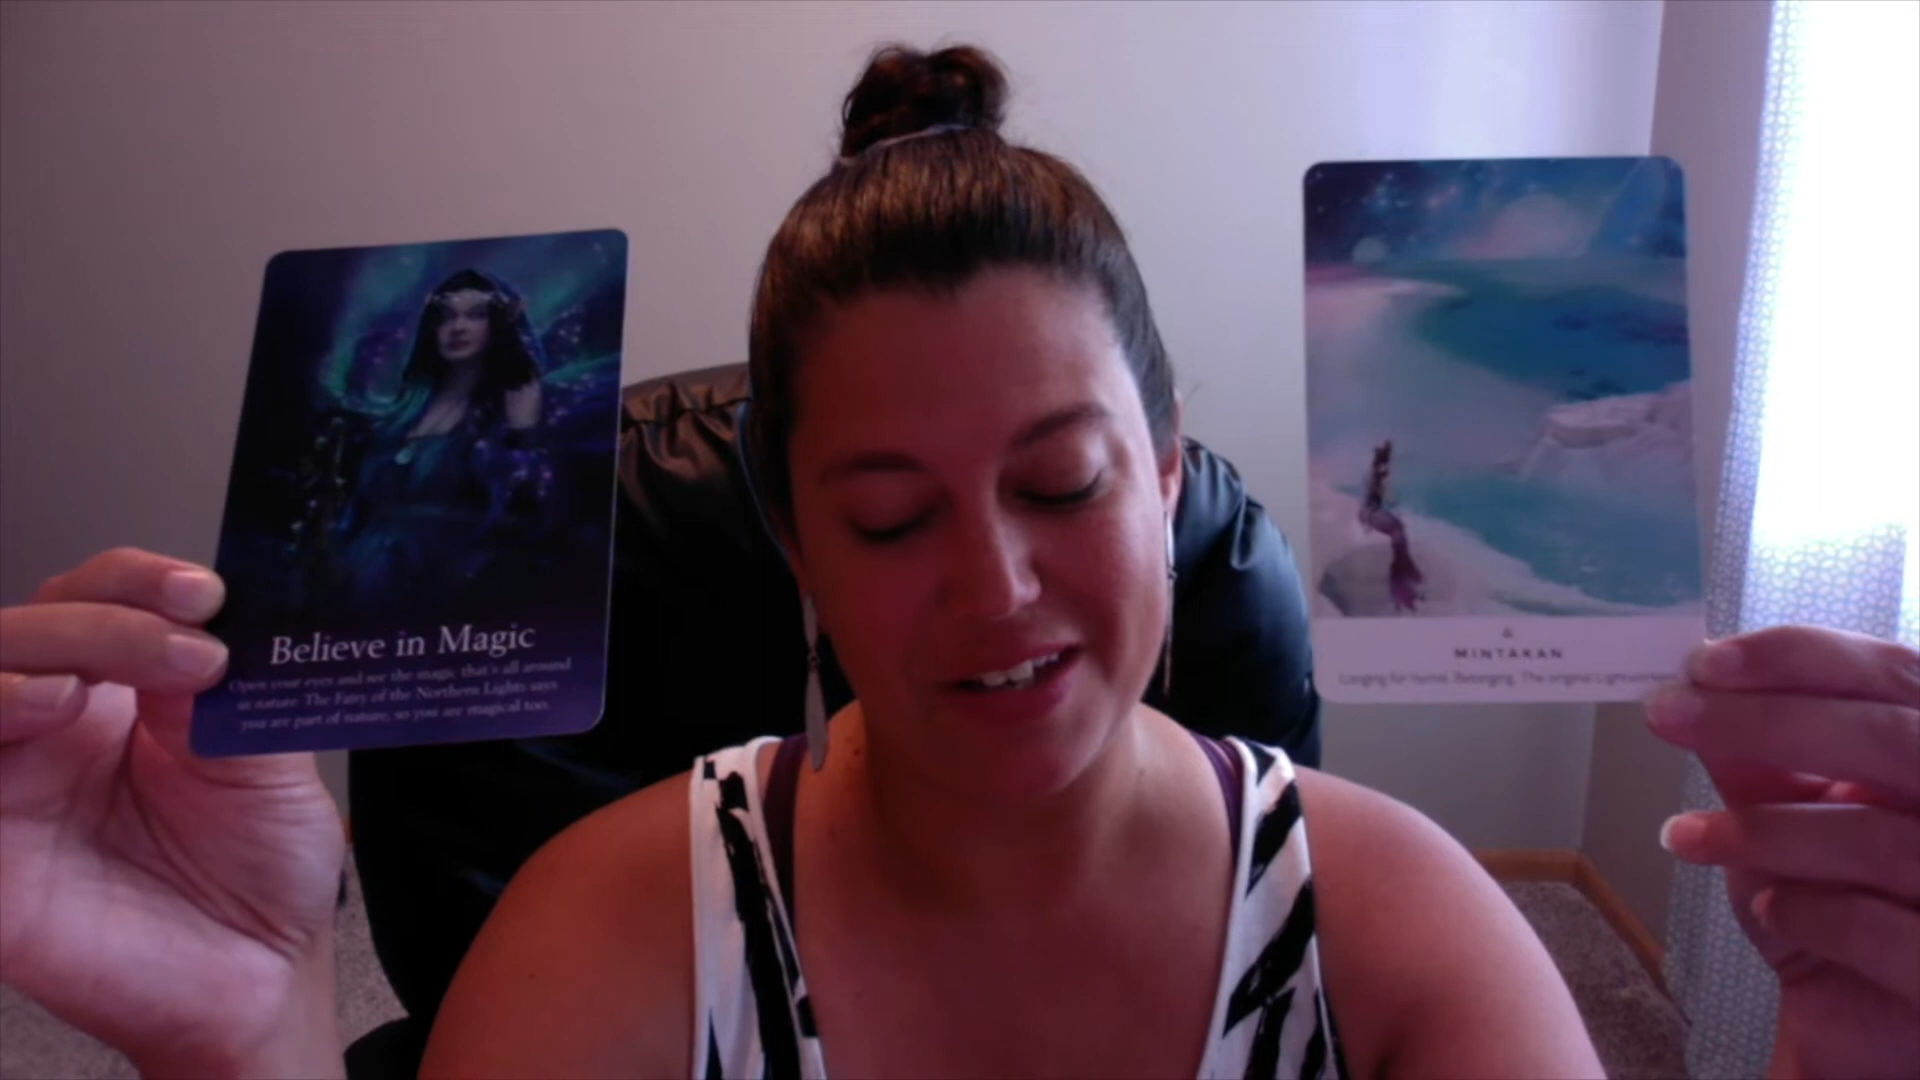 Believe in Magic
Open your eyes and see the magic that's all around
in nature. The Fairy of the Northern Lights says
you are part of nature, so you are magical too.
MINTAKAN
Longing for home. Belonging. The original Lightworker